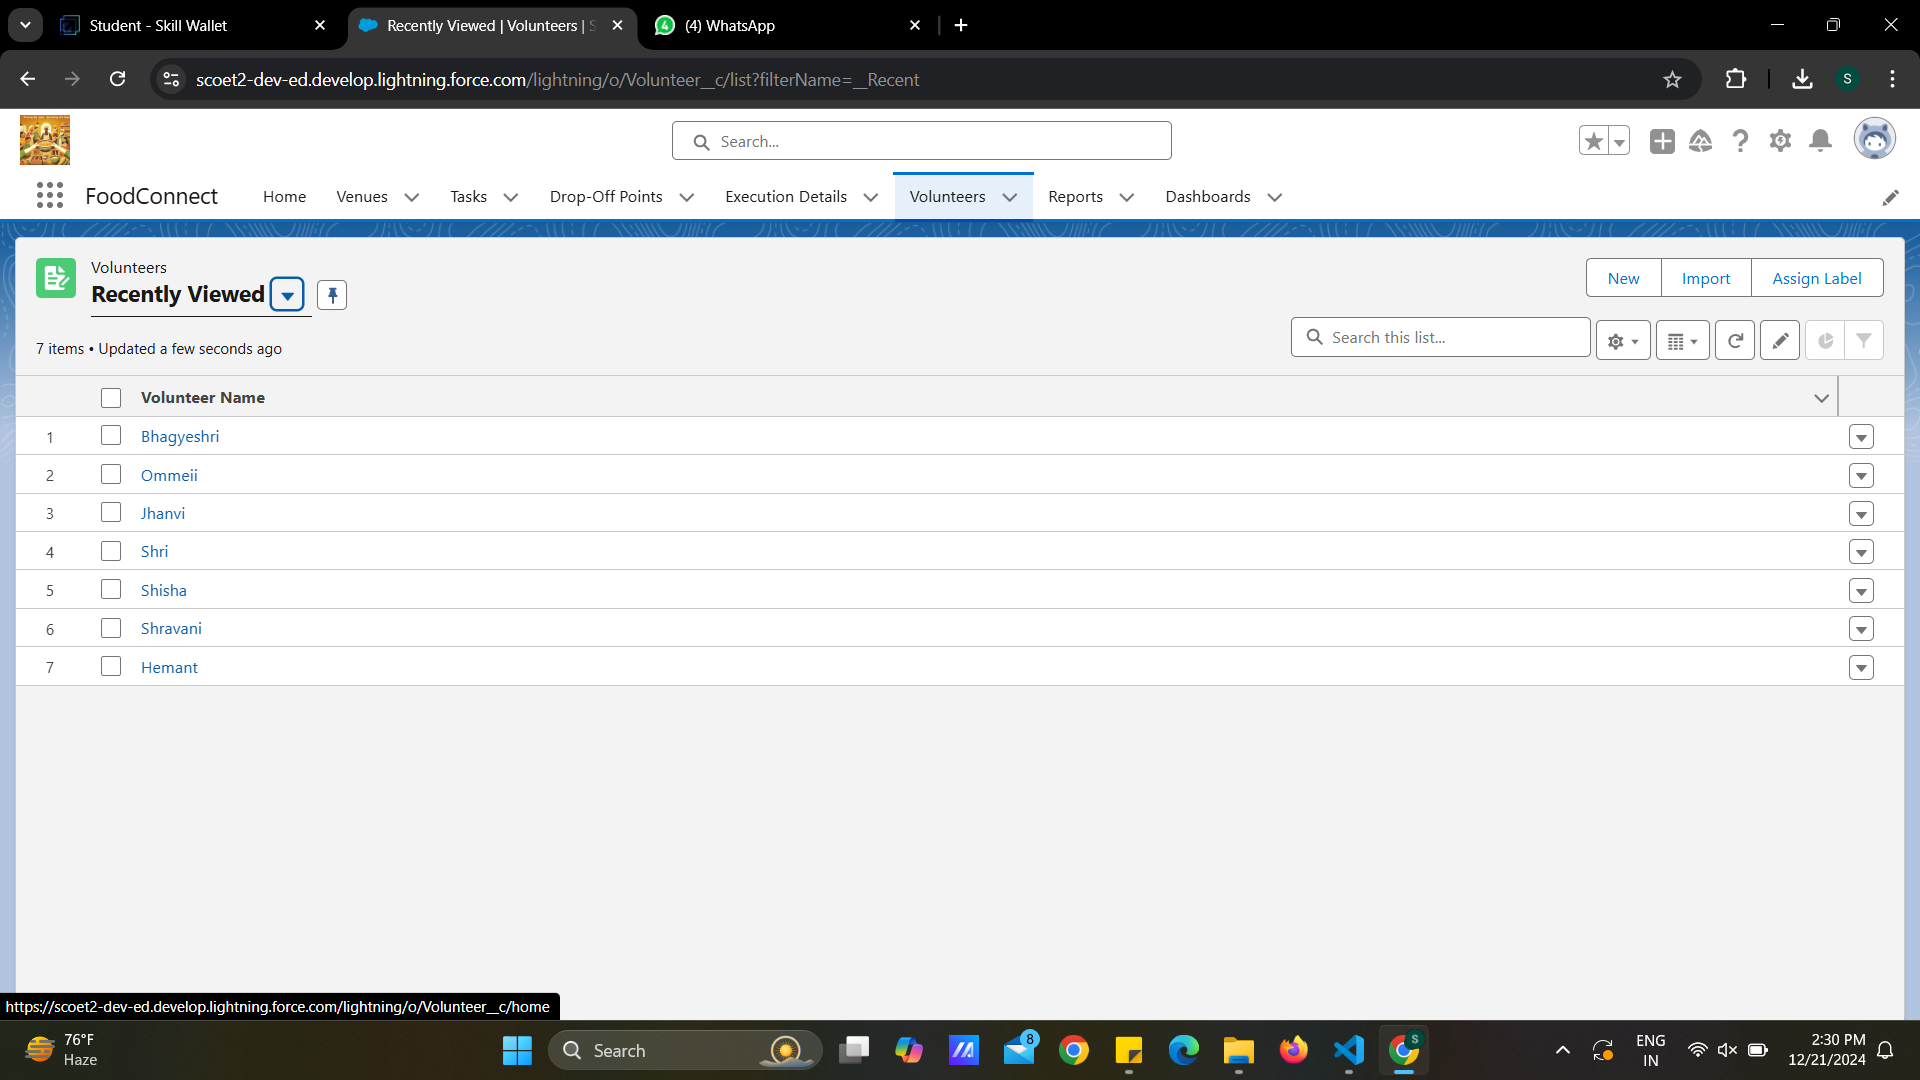 Student - Skill Wallet
Recently Viewed | Volunteers | S
(4) WhatsApp
scoet2-dev-ed.develop.lightning.force.com/lightning/o/Volunteer__c/list?filterName=__Recent
S
Search...
FoodConnect
Home
Venues
Tasks
Drop-Off Points
Execution Details
Volunteers
Reports
Dashboards
Volunteers
Recently Viewed
New
Import
Assign Label
7 items • Updated a few seconds ago
Search this list...
Volunteer Name
1 Bhagyeshri
2 Ommeii
3 Jhanvi
4 Shri
5 Shisha
6 Shravani
7 Hemant
https://scoet2-dev-ed.develop.lightning.force.com/lightning/o/Volunteer__c/home
76°F
Haze
Search
8
S
ENG
IN
2:30 PM
12/21/2024